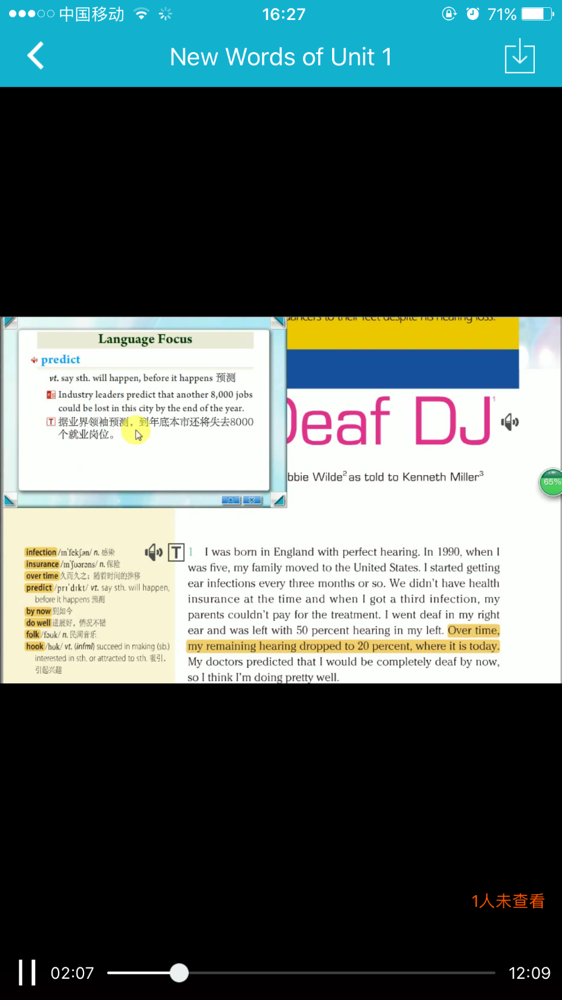 中国移动 16:27 71%
New Words of Unit 1
Language Focus
predict
vt. say sth. will happen, before it happens 预测
eg Industry leaders predict that another 8,000 jobs
could be lost in this city by the end of the year.
T 据业界领袖预测，到年底本市还将失去8000
个就业岗位。
dancers to their feet despite his hearing loss.
Deaf DJ1
bbie Wilde2 as told to Kenneth Miller3
65%
infection /ɪnˈfekʃən/ n. 感染
insurance /ɪnˈʃʊərəns/ n. 保险
over time 久而久之；随着时间的推移
predict /prɪˈdɪkt/ vt. say sth. will happen,
before it happens 预测
by now 到如今
do well 进展好，情况不错
folk /fəʊk/ n. 民间音乐
hook /hʊk/ vt. (infml) succeed in making (sb.)
interested in sth. or attracted to sth. 吸引，
引起兴趣
T 1 I was born in England with perfect hearing. In 1990, when I
was five, my family moved to the United States. I started getting
ear infections every three months or so. We didn't have health
insurance at the time and when I got a third infection, my
parents couldn't pay for the treatment. I went deaf in my right
ear and was left with 50 percent hearing in my left. Over time,
my remaining hearing dropped to 20 percent, where it is today.
My doctors predicted that I would be completely deaf by now,
so I think I'm doing pretty well.
1人未查看
02:07 12:09